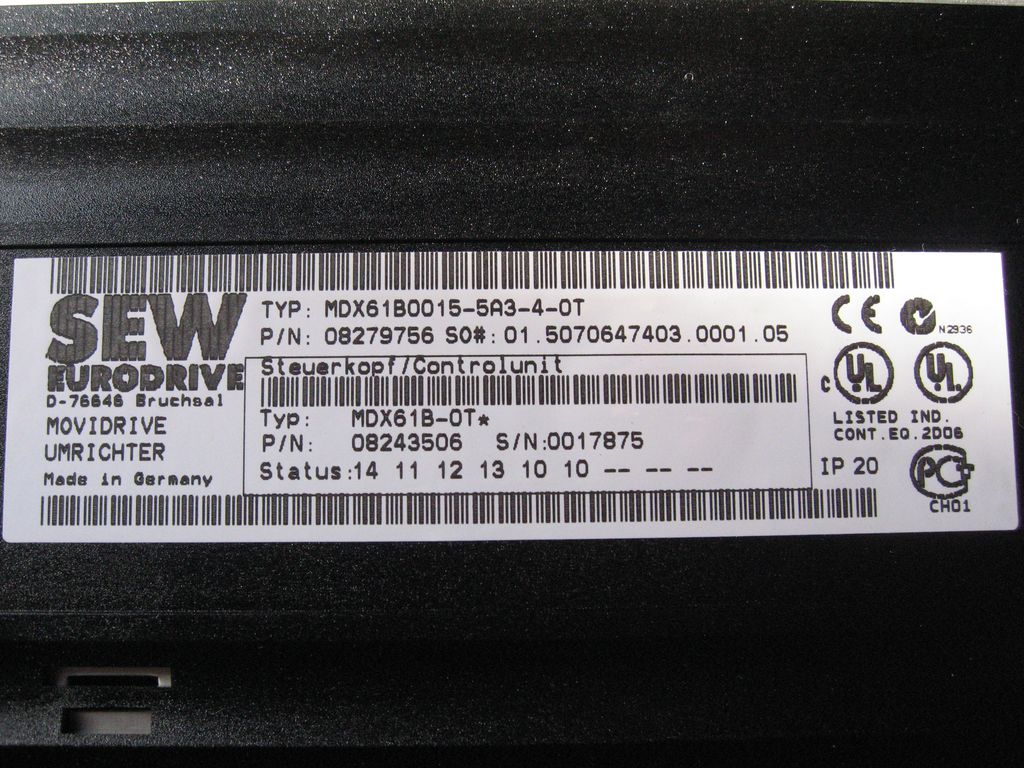 SEW
EURODRIVE
D-76646 Bruchsal
MOVIDRIVE
UMRICHTER
Made in Germany
TYP: MDX61B0015-5A3-4-0T
P/N: 08279756 SO#: 01.5070647403.0001.05
Steuerkopf/Controlunit
Typ: MDX61B-0T*
P/N: 08243506 S/N:0017875
Status:14 11 12 13 10 10 -- -- --
CE N2936
c UL UL
LISTED IND.
CONT.EQ.2D06
IP 20
PCT
CH01